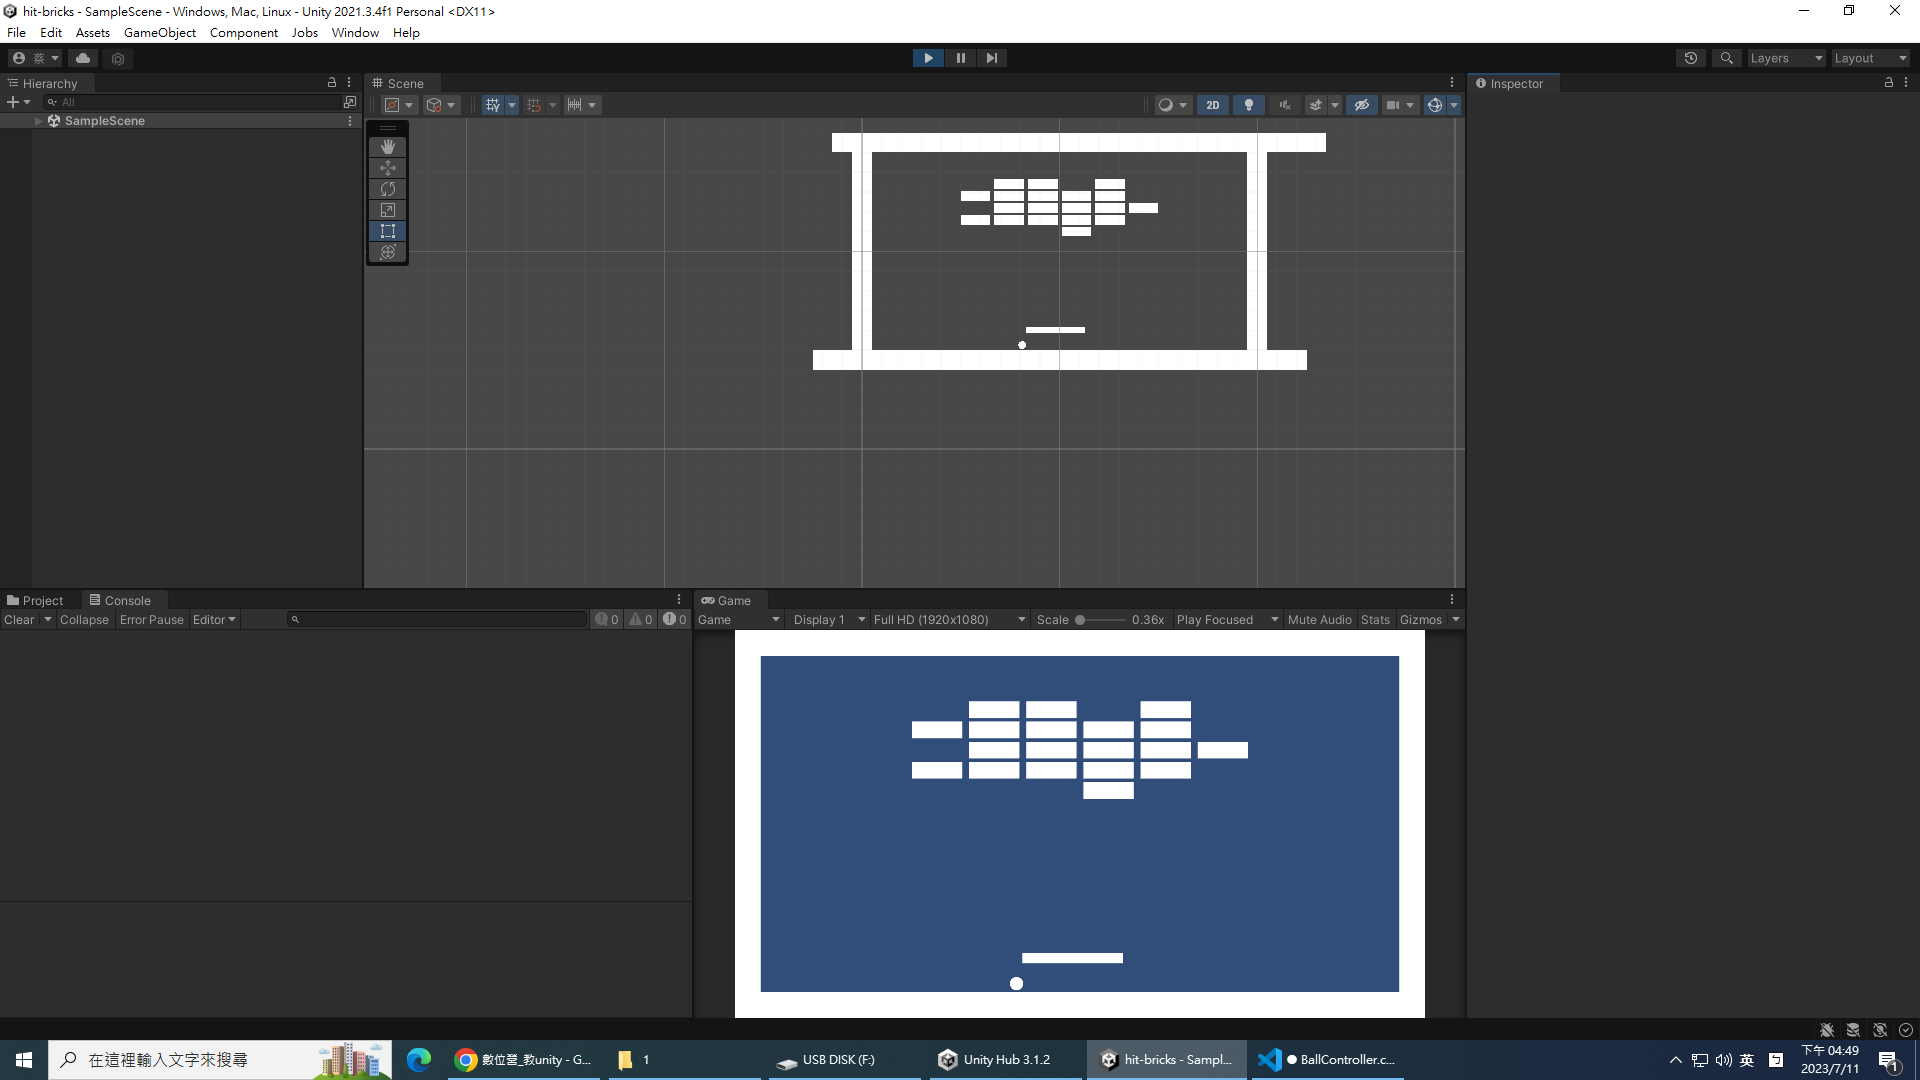 hit-bricks - SampleScene - Windows, Mac, Linux - Unity 2021.3.4f1 Personal <DX11>
File Edit Assets GameObject Component Jobs Window Help
蔡 Layers Layout
Hierarchy
All
SampleScene
Scene
2D
Inspector
Project Console
Clear Collapse Error Pause Editor 0 0 0
Game
Game Display 1 Full HD (1920x1080) Scale 0.36x Play Focused Mute Audio Stats Gizmos
在這裡輸入文字來搜尋
數位營_教unity - G...
1
USB DISK (F:)
Unity Hub 3.1.2
hit-bricks - Sampl...
● BallController.c...
英
下午 04:49
2023/7/11
1